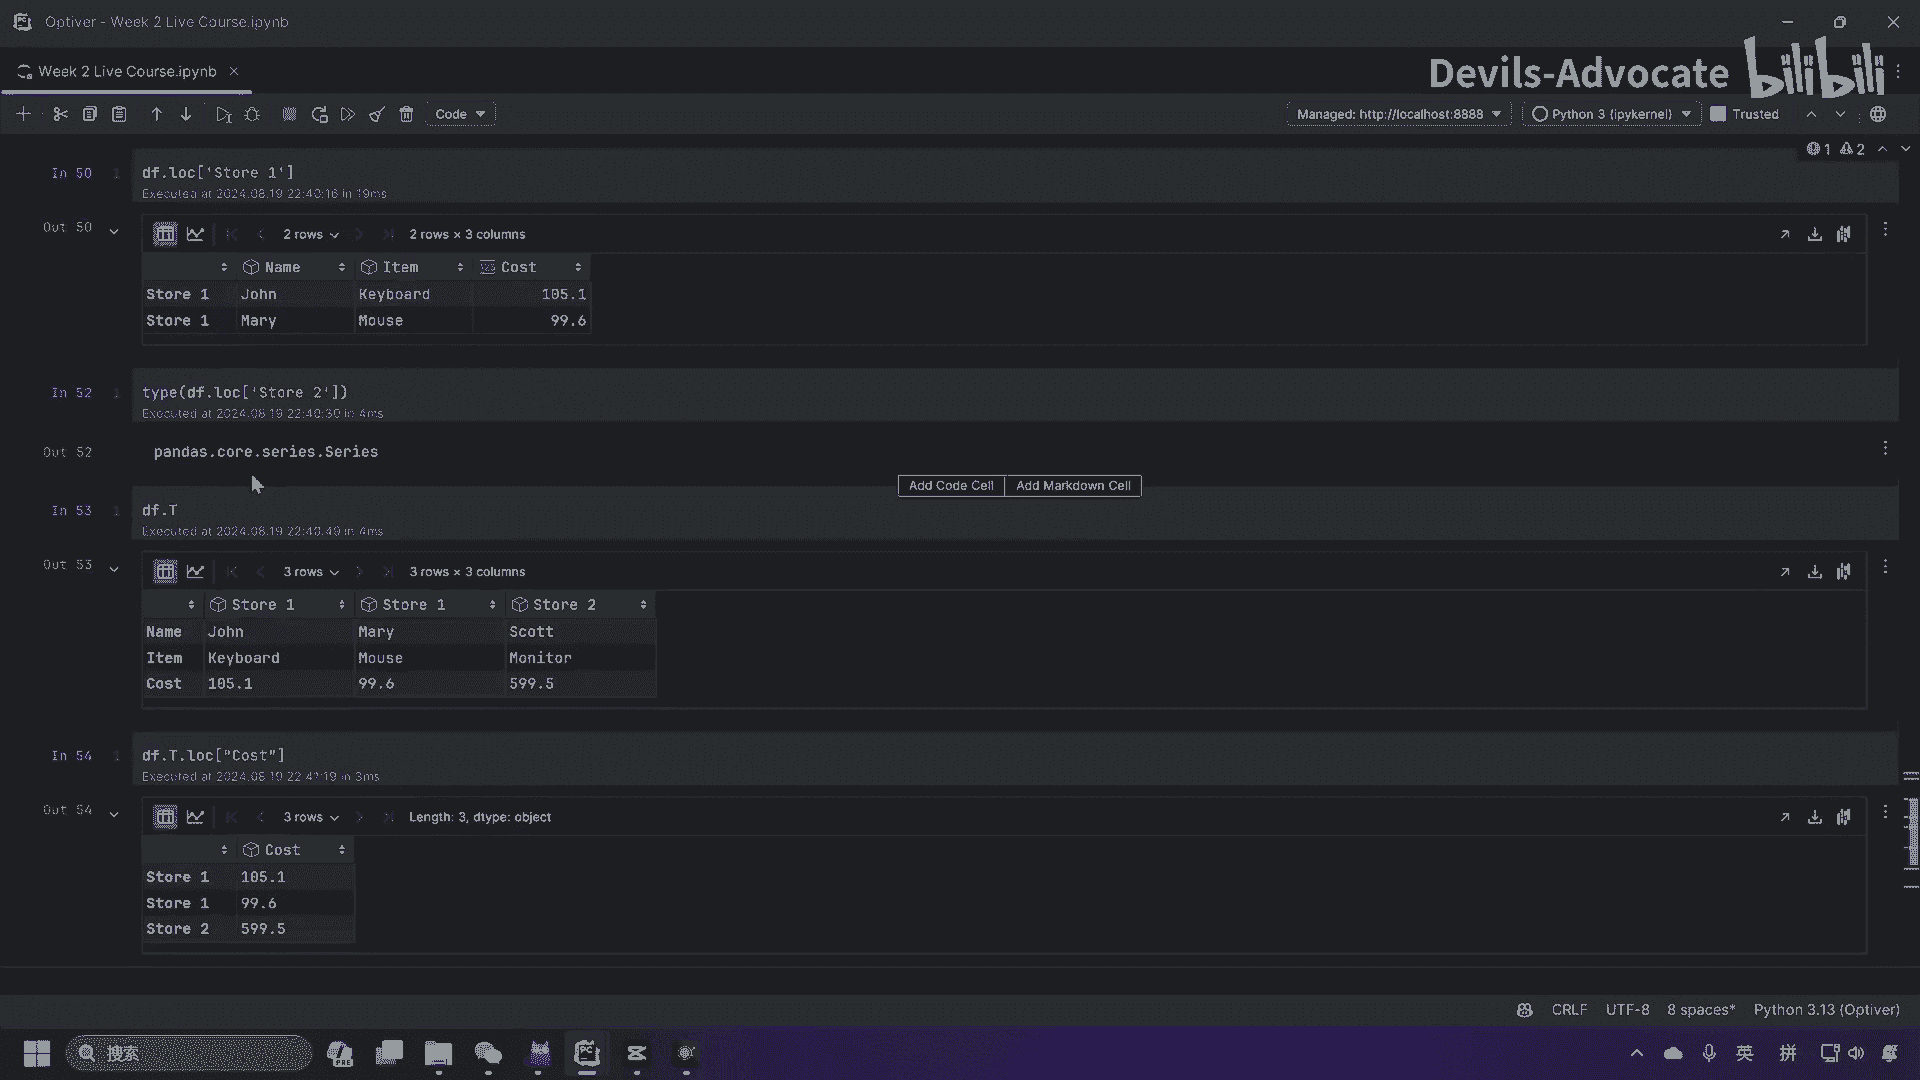 Optiver - Week 2 Live Course.ipynb
Week 2 Live Course.ipynb
Devils-Advocate bilibili
Code
Managed: http://localhost:8888
Python 3 (ipykernel)
Trusted
1 2
In 50 1 df.loc['Store 1']
Executed at 2024.08.19 22:40:16 in 19ms
Out 50
2 rows 2 rows × 3 columns
Name Item Cost
Store 1 John Keyboard 105.1
Store 1 Mary Mouse 99.6
In 52 1 type(df.loc['Store 2'])
Executed at 2024.08.19 22:40:30 in 4ms
Out 52 pandas.core.series.Series
Add Code Cell Add Markdown Cell
In 53 1 df.T
Executed at 2024.08.19 22:40:49 in 4ms
Out 53
3 rows 3 rows × 3 columns
Store 1 Store 1 Store 2
Name John Mary Scott
Item Keyboard Mouse Monitor
Cost 105.1 99.6 599.5
In 54 1 df.T.loc["Cost"]
Executed at 2024.08.19 22:41:19 in 3ms
Out 54
3 rows Length: 3, dtype: object
Cost
Store 1 105.1
Store 1 99.6
Store 2 599.5
CRLF UTF-8 8 spaces* Python 3.13 (Optiver)
搜索
英 拼